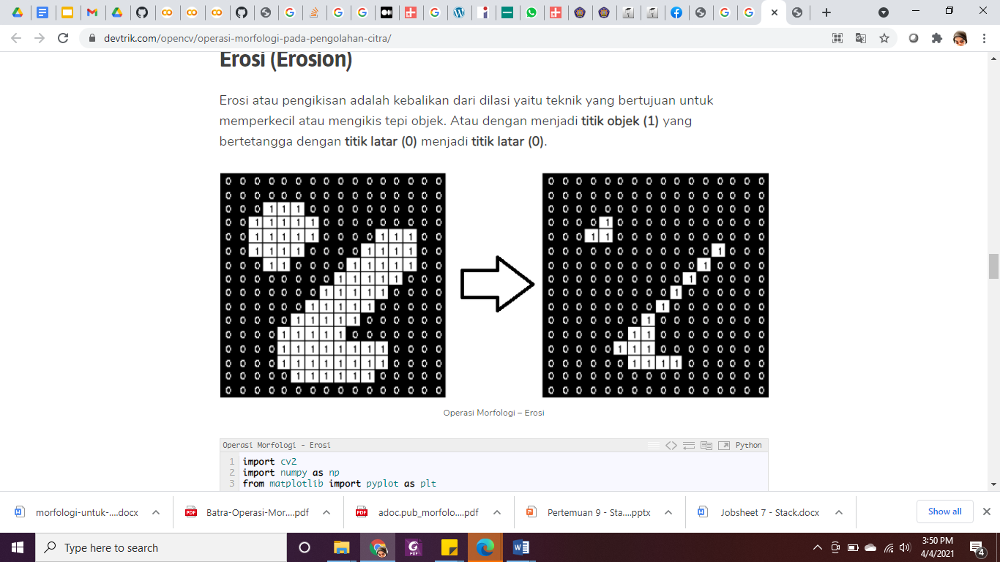 devtrik.com/opencv/operasi-morfologi-pada-pengolahan-citra/
Erosi (Erosion)
Erosi atau pengikisan adalah kebalikan dari dilasi yaitu teknik yang bertujuan untuk
memperkecil atau mengikis tepi objek. Atau dengan menjadi titik objek (1) yang
bertetangga dengan titik latar (0) menjadi titik latar (0).
0 0 0 0 0 0 0 0 0 0 0 0 0 0 0 0
0 0 0 0 0 0 0 0 0 0 0 0 0 0 0 0
0 0 0 1 1 1 0 0 0 0 0 0 0 0 0 0
0 0 1 1 1 1 1 0 0 0 0 0 0 0 0 0
0 0 1 1 1 1 1 0 0 0 0 1 1 1 0 0
0 0 1 1 1 1 0 0 0 0 1 1 1 1 0 0
0 0 0 1 1 0 0 0 0 1 1 1 1 1 0 0
0 0 0 0 0 0 0 0 1 1 1 1 1 0 0 0
0 0 0 0 0 0 0 1 1 1 1 1 0 0 0 0
0 0 0 0 0 0 1 1 1 1 1 0 0 0 0 0
0 0 0 0 0 1 1 1 1 1 0 0 0 0 0 0
0 0 0 0 1 1 1 1 1 0 0 0 0 0 0 0
0 0 0 0 1 1 1 1 1 1 1 1 0 0 0 0
0 0 0 0 1 1 1 1 1 1 1 1 0 0 0 0
0 0 0 0 0 1 1 1 1 1 1 0 0 0 0 0
0 0 0 0 0 0 0 0 0 0 0 0 0 0 0 0
0 0 0 0 0 0 0 0 0 0 0 0 0 0 0 0
0 0 0 0 0 0 0 0 0 0 0 0 0 0 0 0
0 0 0 0 0 0 0 0 0 0 0 0 0 0 0 0
0 0 0 0 1 0 0 0 0 0 0 0 0 0 0 0
0 0 0 1 1 0 0 0 0 0 0 0 0 0 0 0
0 0 0 0 0 0 0 0 0 0 0 0 1 0 0 0
0 0 0 0 0 0 0 0 0 0 0 1 0 0 0 0
0 0 0 0 0 0 0 0 0 0 1 0 0 0 0 0
0 0 0 0 0 0 0 0 0 1 0 0 0 0 0 0
0 0 0 0 0 0 0 0 1 0 0 0 0 0 0 0
0 0 0 0 0 0 0 1 0 0 0 0 0 0 0 0
0 0 0 0 0 0 1 1 0 0 0 0 0 0 0 0
0 0 0 0 0 1 1 1 0 0 0 0 0 0 0 0
0 0 0 0 0 0 1 1 1 1 0 0 0 0 0 0
0 0 0 0 0 0 0 0 0 0 0 0 0 0 0 0
0 0 0 0 0 0 0 0 0 0 0 0 0 0 0 0
Operasi Morfologi – Erosi
Operasi Morfologi - Erosi Python
1 import cv2
2 import numpy as np
3 from matplotlib import pyplot as plt
morfologi-untuk-....docx
Batra-Operasi-Mor....pdf
adoc.pub_morfolo....pdf
Pertemuan 9 - Sta....pptx
Jobsheet 7 - Stack.docx
Show all
Type here to search
3:50 PM
4/4/2021
4